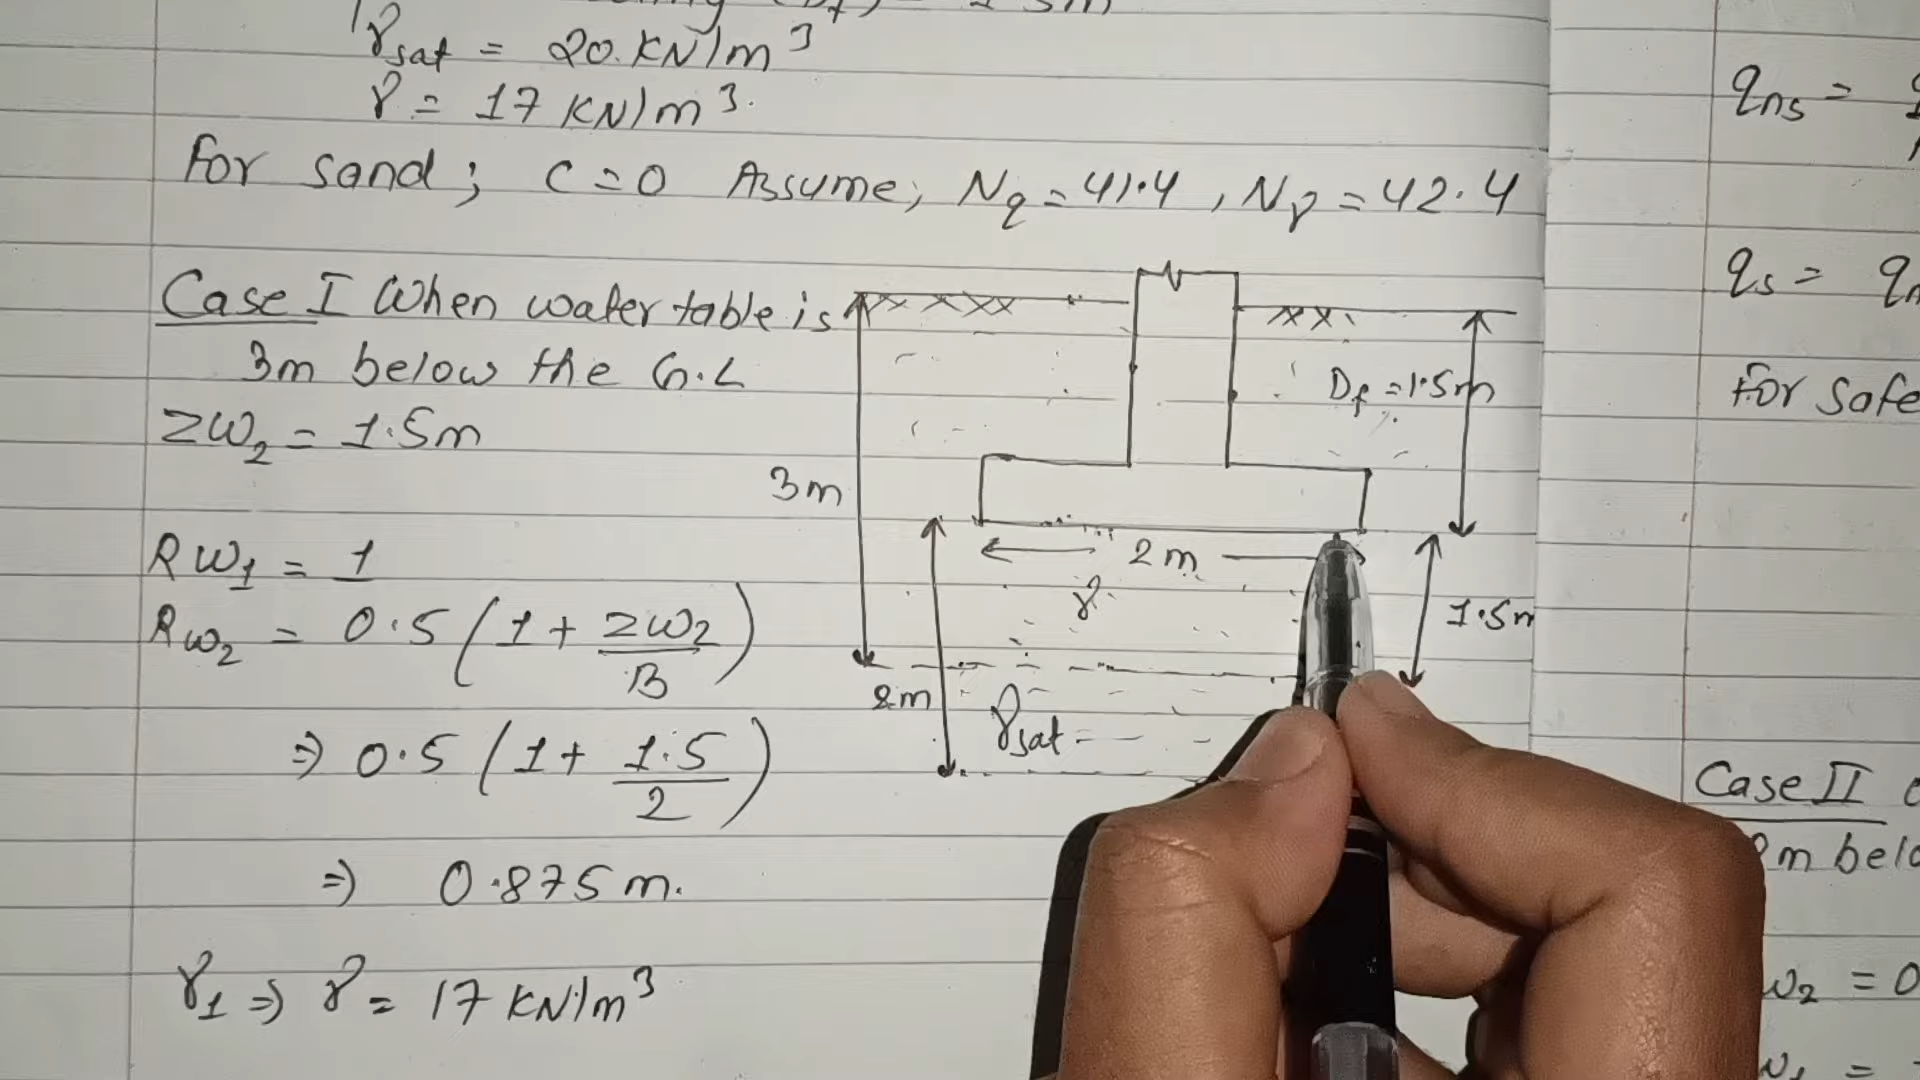 γsat = 20 KN/m³
γ = 17 KN/m³.
For sand; C=0 Assume; Nq = 41.4, Nγ = 42.4
Case I When water table is
3m below the G.L
Zw₂ = 1.5m
Rw₁ = 1
Rw₂ = 0.5 (1 + Zw₂/B)
⇒ 0.5 (1 + 1.5/2)
⇒ 0.875 m.
γ₁ ⇒ γ = 17 KN/m³
Df = 1.5m
3m
2m
γ
1.5m
2m
γsat =
qns =
qs =
For Safe
Case II
2m belo
w₂ = 0